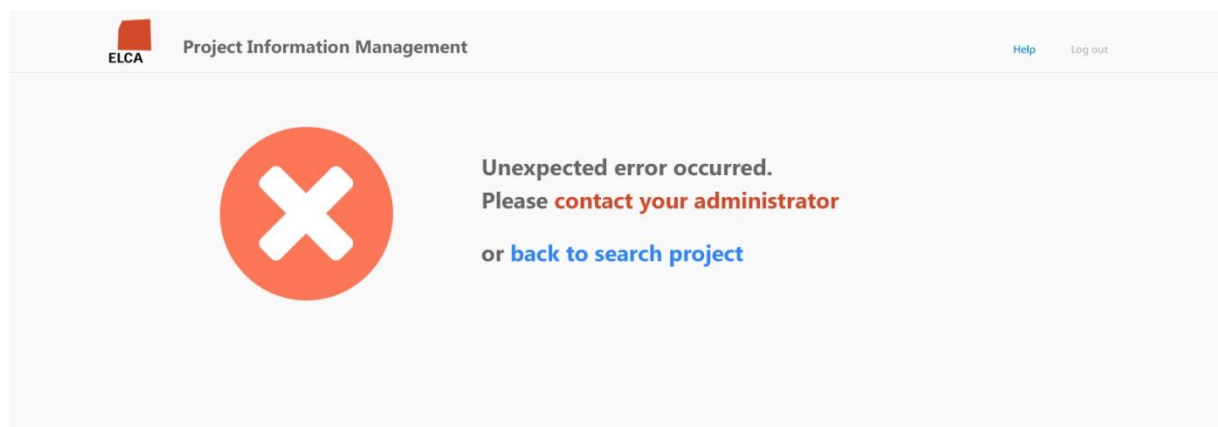 ELCA
Project Information Management
Help
Log out
Unexpected error occurred.
Please contact your administrator
or back to search project